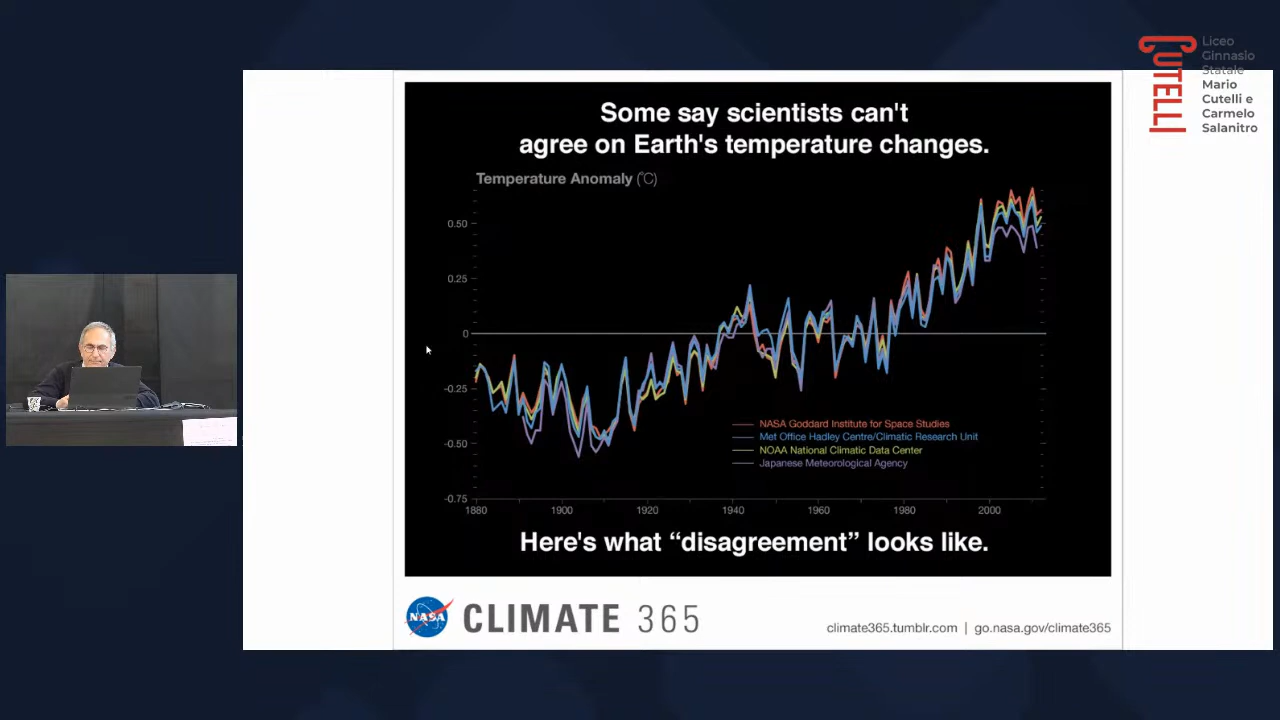 Some say scientists can't
agree on Earth's temperature changes.
Temperature Anomaly (°C)
0.50
0.25
0
-0.25
-0.50
-0.75
1880 1900 1920 1940 1960 1980 2000
NASA Goddard Institute for Space Studies
Met Office Hadley Centre/Climatic Research Unit
NOAA National Climatic Data Center
Japanese Meteorological Agency
Here's what “disagreement” looks like.
NASA CLIMATE 365
climate365.tumblr.com | go.nasa.gov/climate365
CUTELLI
Liceo
Ginnasio
Statale
Mario
Cutelli e
Carmelo
Salanitro